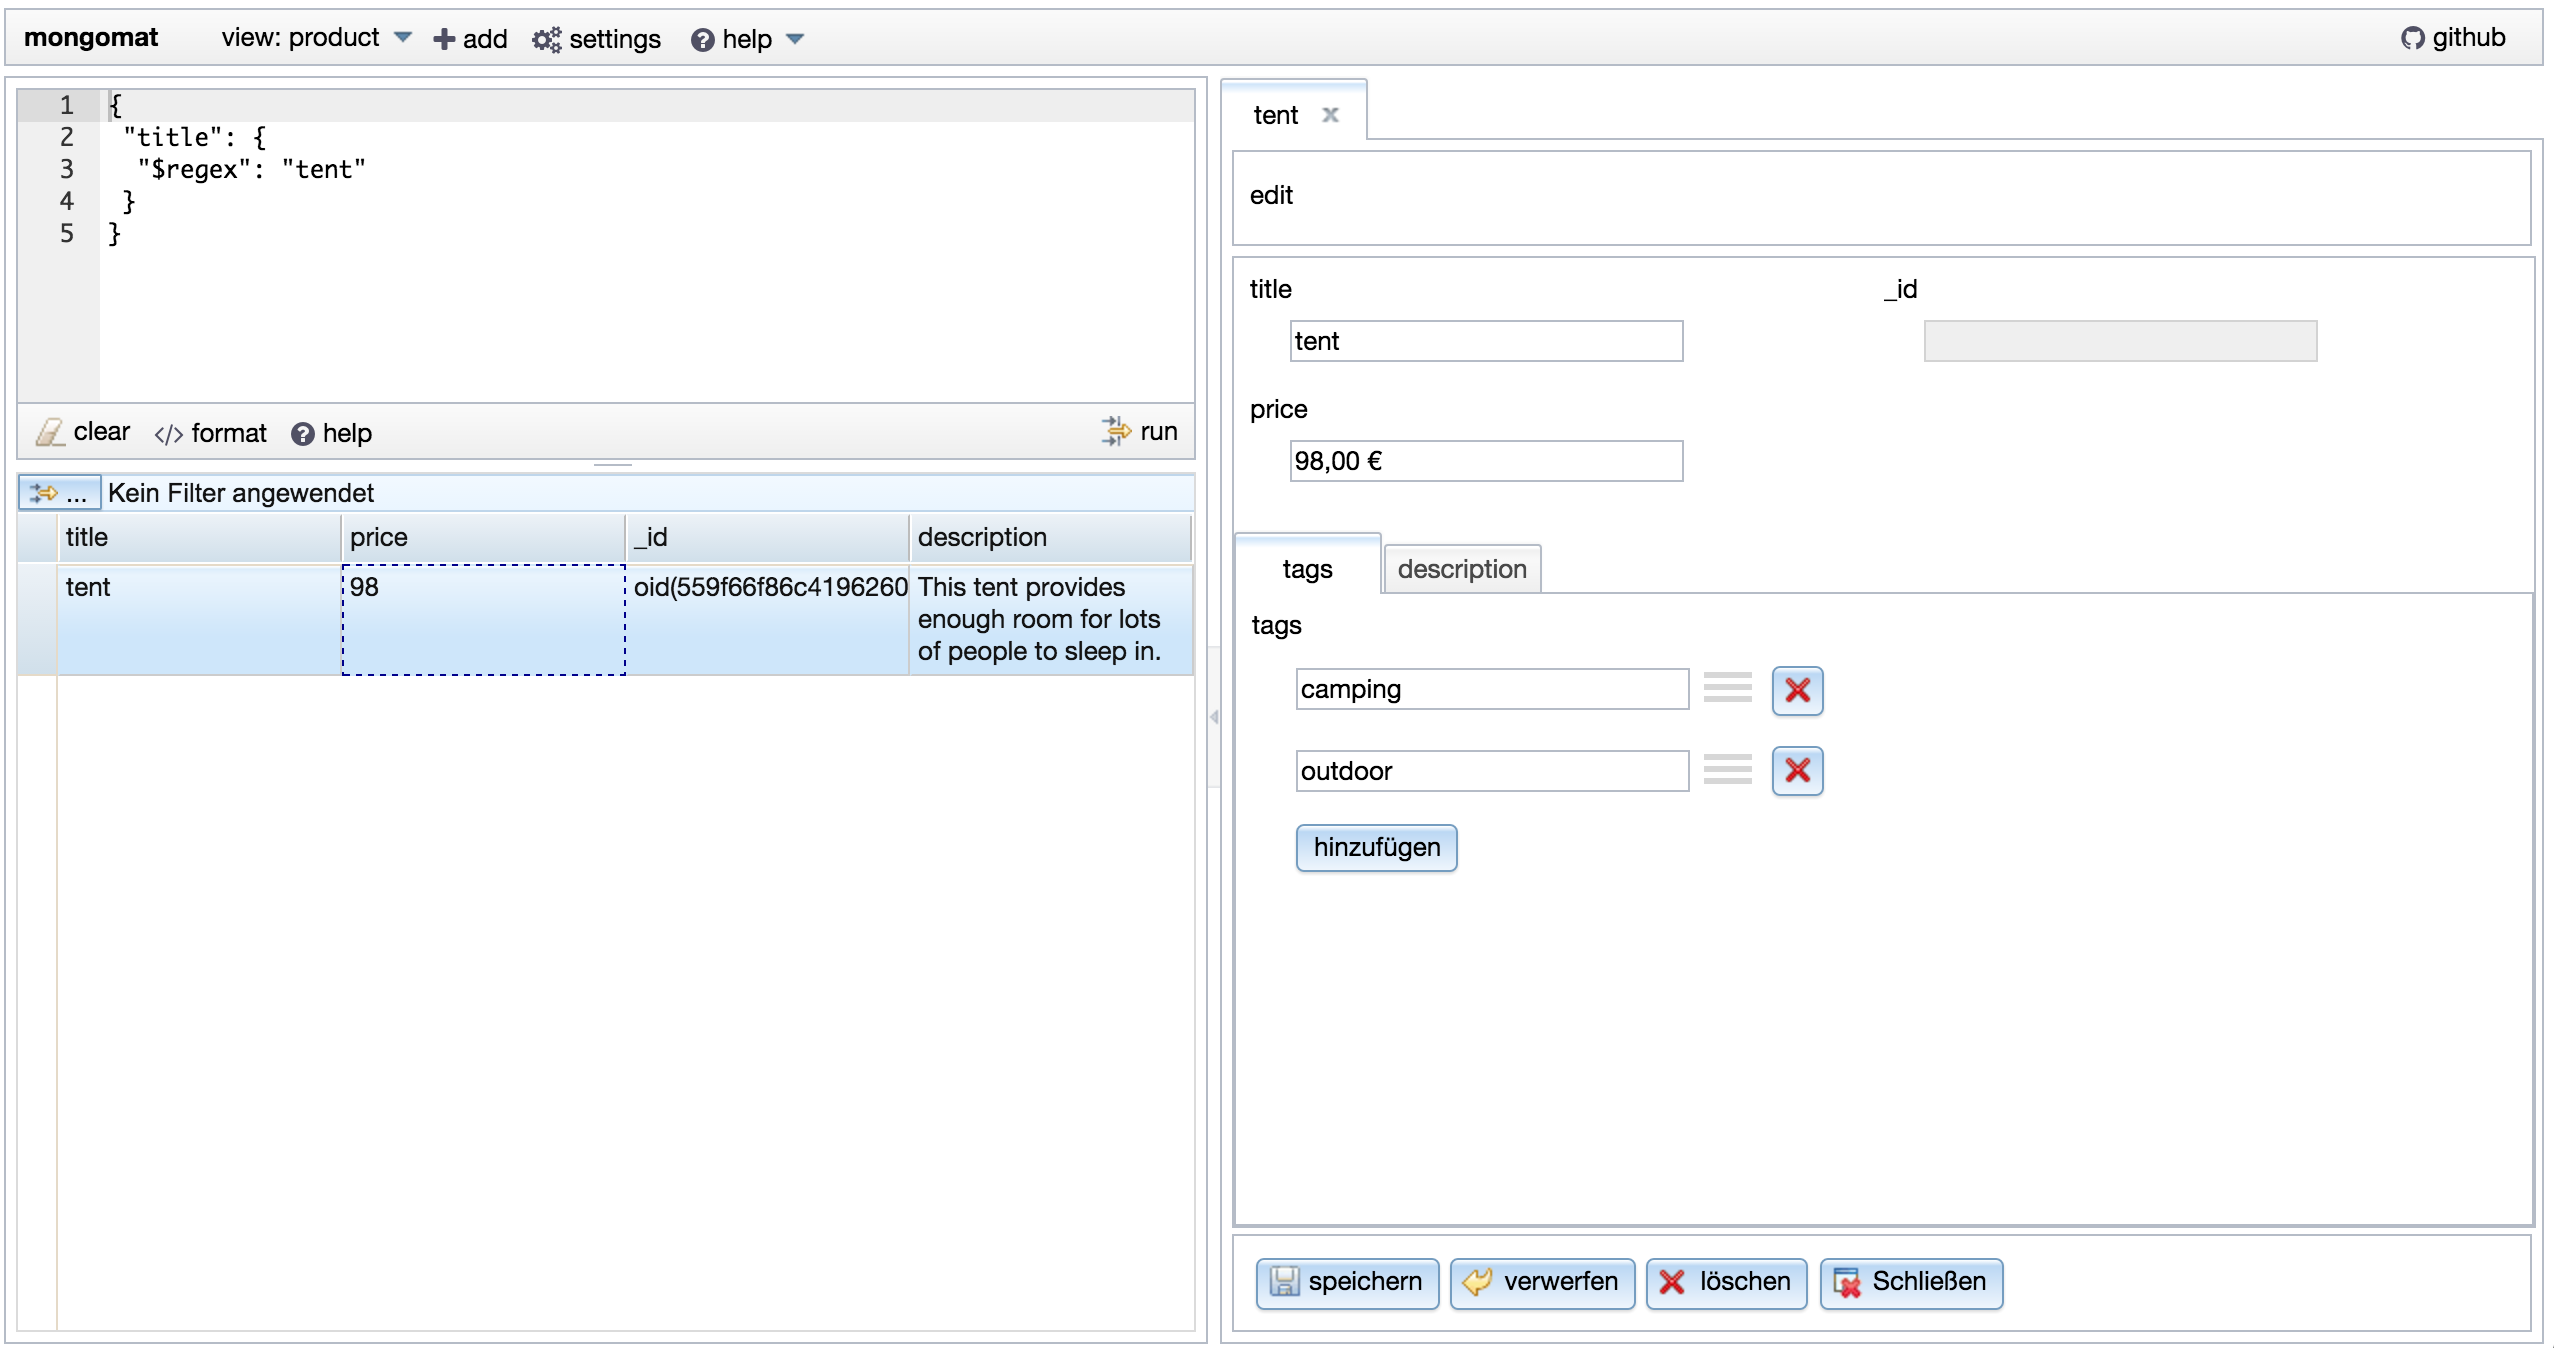 mongomat view: product add settings help github
1 {
2 "title": {
3 "$regex": "tent"
4 }
5 }
clear </> format help run
... Kein Filter angewendet
title price _id description
tent 98 oid(559f66f86c4196260 This tent provides
enough room for lots
of people to sleep in.
tent x
edit
title _id
tent
price
98,00 €
tags description
tags
camping
outdoor
hinzufügen
speichern verwerfen löschen Schließen